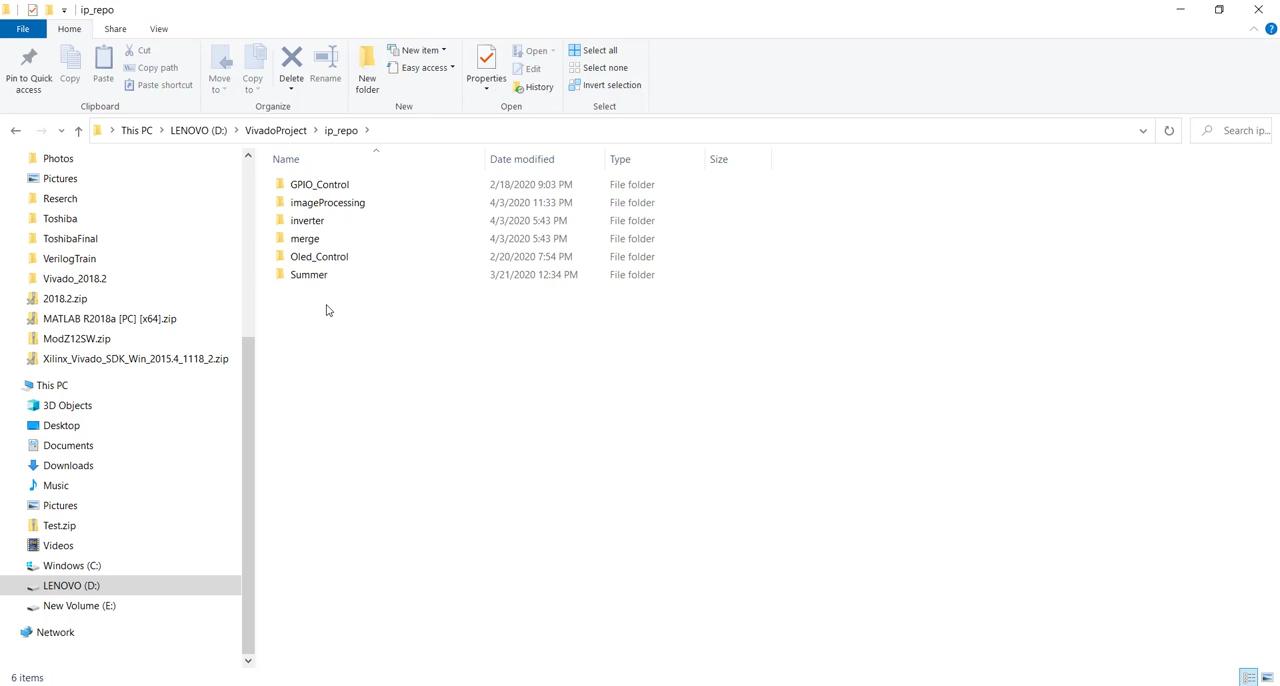 ip_repo
File Home Share View
Pin to Quick access
Copy
Paste
Cut
Copy path
Paste shortcut
Clipboard
Move to
Copy to
Delete
Rename
Organize
New folder
New item
Easy access
New
Properties
Open
Edit
History
Open
Select all
Select none
Invert selection
Select
This PC > LENOVO (D:) > VivadoProject > ip_repo >
Search ip...
Photos
Pictures
Reserch
Toshiba
ToshibaFinal
VerilogTrain
Vivado_2018.2
2018.2.zip
MATLAB R2018a [PC] [x64].zip
ModZ12SW.zip
Xilinx_Vivado_SDK_Win_2015.4_1118_2.zip
This PC
3D Objects
Desktop
Documents
Downloads
Music
Pictures
Test.zip
Videos
Windows (C:)
LENOVO (D:)
New Volume (E:)
Network
Name Date modified Type Size
GPIO_Control 2/18/2020 9:03 PM File folder
imageProcessing 4/3/2020 11:33 PM File folder
inverter 4/3/2020 5:43 PM File folder
merge 4/3/2020 5:43 PM File folder
Oled_Control 2/20/2020 7:54 PM File folder
Summer 3/21/2020 12:34 PM File folder
6 items